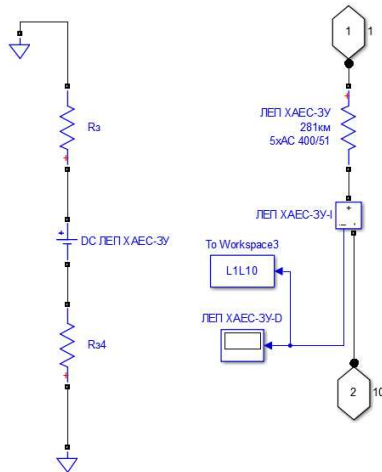 1
1
ЛЕП ХАЕС-ЗУ
281км
5хАС 400/51
Rз
ЛЕП ХАЕС-ЗУ-I
DC ЛЕП ХАЕС-ЗУ
To Workspace3
L1L10
ЛЕП ХАЕС-ЗУ-D
Rз4
2
10